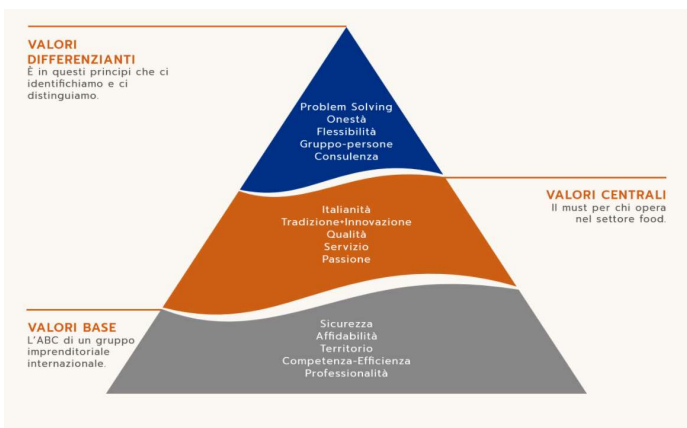 VALORI
DIFFERENZIANTI
È in questi principi che ci
identifichiamo e ci
distinguiamo.
Problem Solving
Onestà
Flessibilità
Gruppo-persone
Consulenza
VALORI CENTRALI
Il must per chi opera
nel settore food.
Italianità
Tradizione+Innovazione
Qualità
Servizio
Passione
VALORI BASE
L'ABC di un gruppo
imprenditoriale
internazionale.
Sicurezza
Affidabilità
Territorio
Competenza-Efficienza
Professionalità